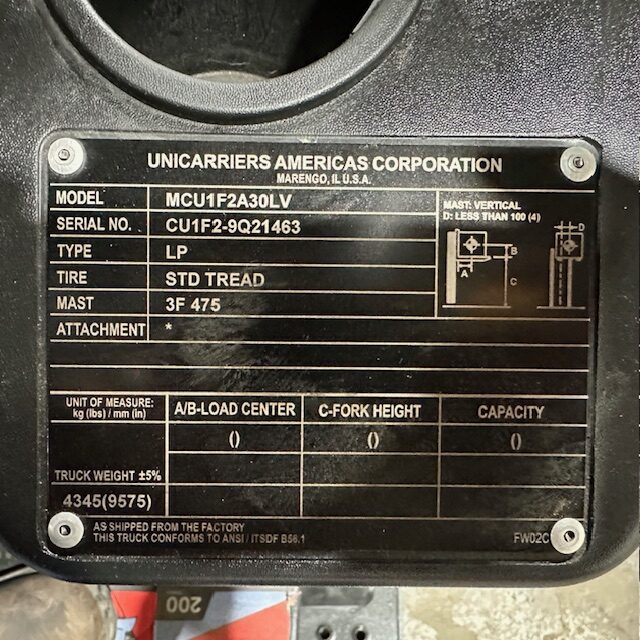 UNICARRIERS AMERICAS CORPORATION
MARENGO, IL U.S.A.
MODEL MCU1F2A30LV
SERIAL NO. CU1F2-9Q21463
TYPE LP
TIRE STD TREAD
MAST 3F 475
ATTACHMENT *
MAST: VERTICAL
D: LESS THAN 100 (4)
D
B
A
C
UNIT OF MEASURE:
kg (lbs) / mm (in)
A/B-LOAD CENTER C-FORK HEIGHT CAPACITY
() () ()
TRUCK WEIGHT ±5%
4345(9575)
AS SHIPPED FROM THE FACTORY
THIS TRUCK CONFORMS TO ANSI / ITSDF B56.1
FW02C
200